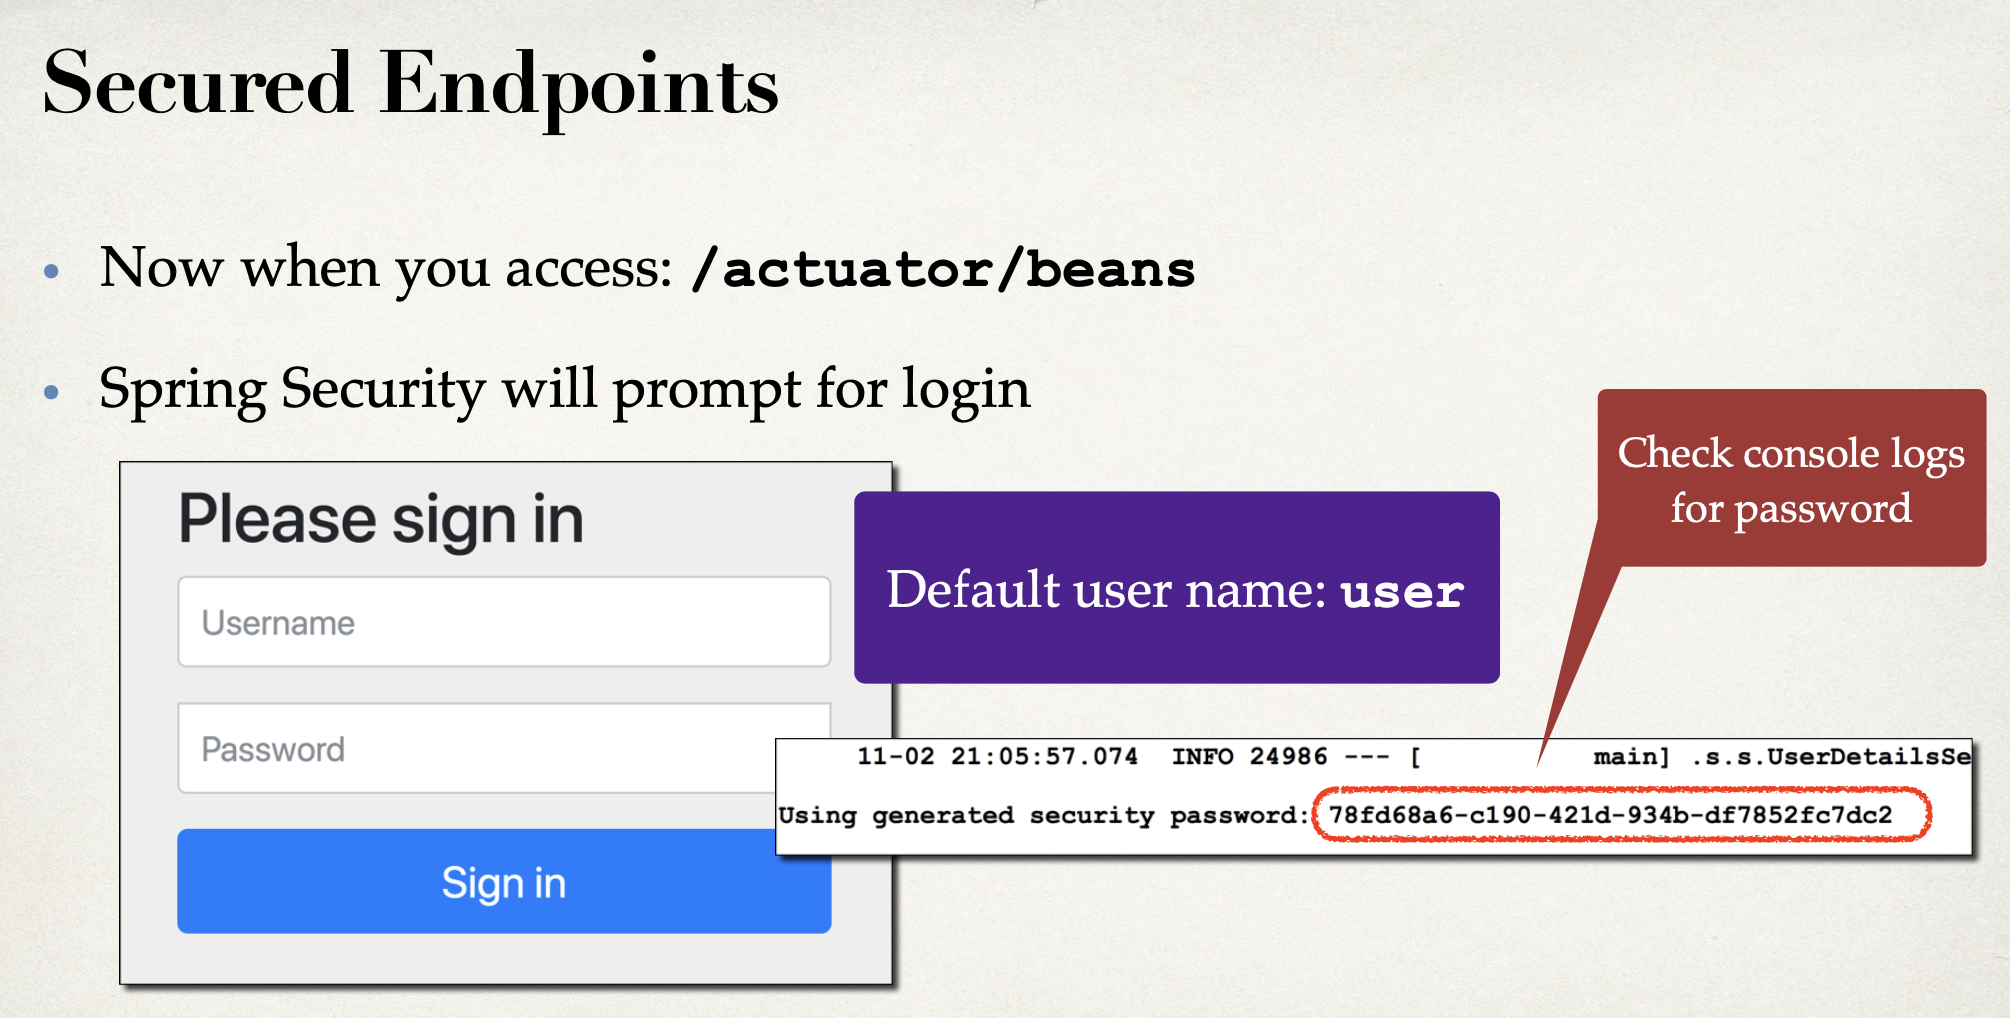 Secured Endpoints
• Now when you access: /actuator/beans
• Spring Security will prompt for login
Please sign in
Username
Password
Sign in
Default user name: user
Check console logs
for password
11-02 21:05:57.074  INFO 24986 --- [           main] .s.s.UserDetailsSe
Using generated security password: 78fd68a6-c190-421d-934b-df7852fc7dc2